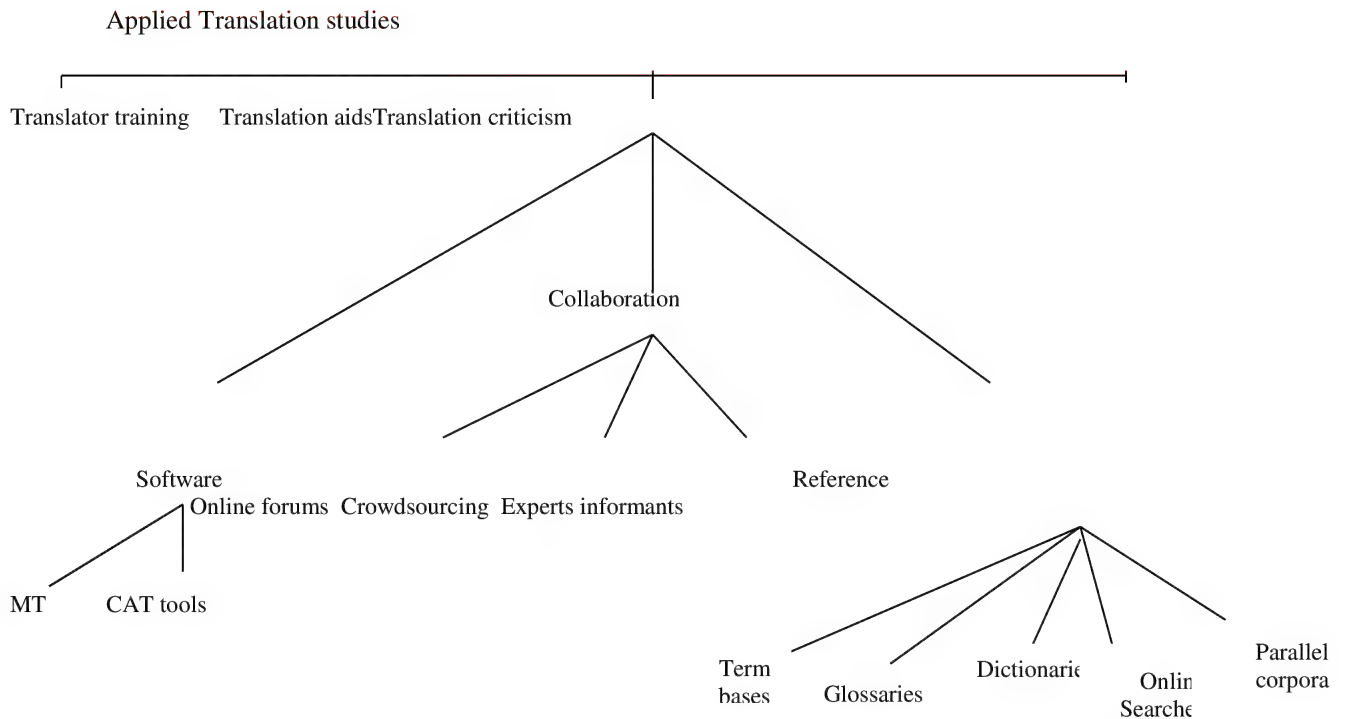 Applied Translation studies
Translator training Translation aidsTranslation criticism
Collaboration
Software
Reference
Online forums Crowdsourcing Experts informants
MT
CAT tools
Term
bases
Glossaries
Dictionarie
Onlin
Searche
Parallel
corpora